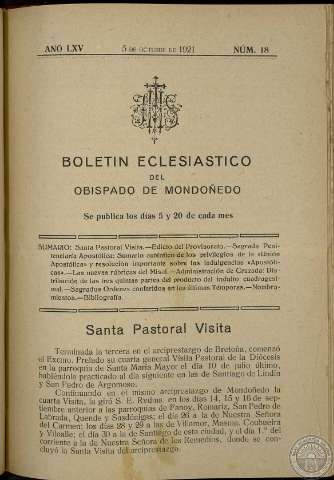 AÑO LXV 5 DE OCTUBRE DE 1921 NÚM. 18
BOLETIN ECLESIASTICO
DEL
OBISPADO DE MONDOÑEDO
Se publica los días 5 y 20 de cada mes
SUMARIO: Santa Pastoral Visita.—Edicto del Provisorato.—Sagrada Peni-
tenciaria Apostólica: Sumario auténtico de los privilegios de la «Unión
Apostólica» y resolución importante sobre las indulgencias «Apostóli-
cas».—Las nuevas rúbricas del Misal.—Administración de Cruzada: Dis-
tribución de las tres quintas partes del producto del indulto cuadrage-
mal.—Sagradas Ordenes conferidas en las últimas Témporas.—Nombra-
mientos.—Bibliografía.
Santa Pastoral Visita
Terminada la tercera en el arciprestazgo de Bretoña, comenzó
el Excmo. Prelado su cuarta general Visita Pastoral de la Diócesis
en la parroquia de Santa María Mayor el día 10 de julio último,
habiéndola practicado al día siguiente en las de Santiago de Lindín
y San Pedro de Argomoso.
Continuando en el mismo arciprestazgo de Mondoñedo la
cuarta Visita, la giró S. E. Rvdma. en los días 14, 15 y 16 de sep-
tiembre anterior a las parroquias de Fanoy, Romariz, San Pedro de
Labrada, Quende y Sasdónigas; el día 26 a la de Nuestra Señora
del Carmen; los días 28 y 29 a las de Villamor, Masma, Couboeira
y Viloalle; el día 30 a la de Santiago de esta ciudad, y el día 1.º del
corriente a la de Nuestra Señora de los Remedios, donde se con-
cluyó la Santa Visita del arciprestazgo.